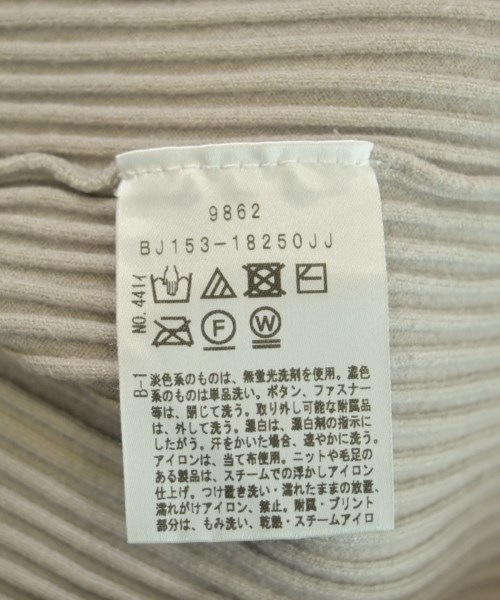 9862
BJ153-18250JJ
NO.441イ
F
W
B-1
淡色系のものは、無蛍光洗剤を使用。濃色
系のものは単品洗い。ボタン、ファスナー
等は、閉じて洗う。取り外し可能な附属品
は、外して洗う。漂白は、漂白剤の指示に
したがう。汗をかいた場合、速やかに洗う。
アイロンは、当て布使用。ニットや毛足の
ある製品は、スチームでの浮かしアイロン
仕上げ。つけ置き洗い・濡れたままの放置、
濡れがけアイロン、禁止。附属・プリント
部分は、もみ洗い、乾熱・スチームアイロ